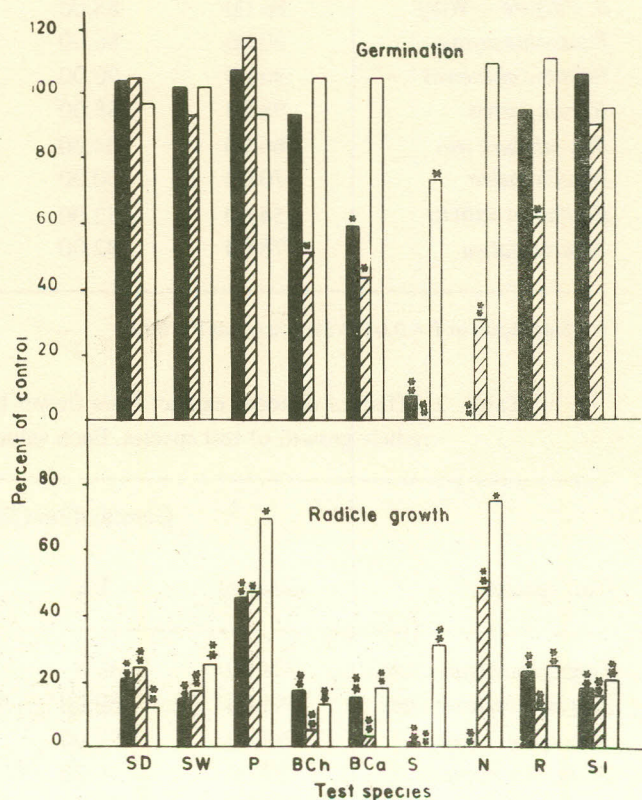 120
Germination
100
80
60
40
20
0
Percent of control
80
Radicle growth
60
40
20
0
SD SW P BCh BCa S N R SI
Test species